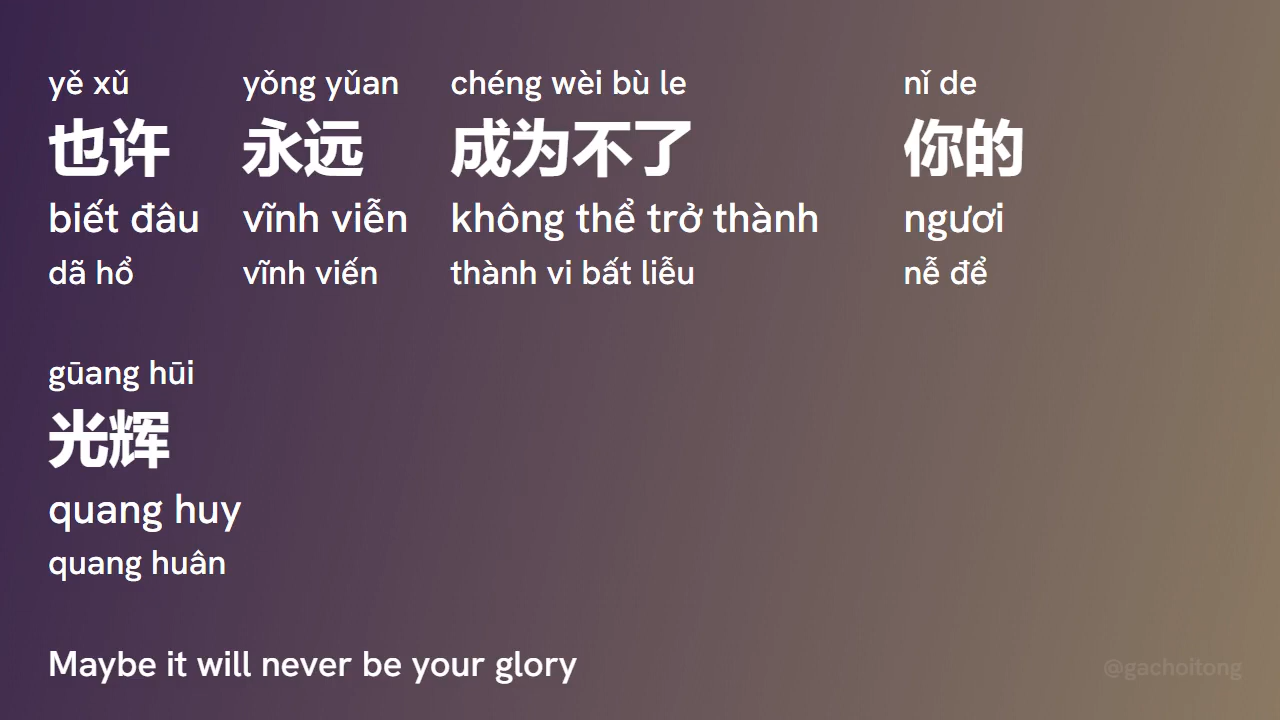 yě xǔ yǒng yǔan chéng wèi bù le nǐ de
也许 永远 成为不了 你的
biết đâu vĩnh viễn không thể trở thành ngươi
dã hổ vĩnh viến thành vi bất liễu nễ để
gūang hūi
光辉
quang huy
quang huân
Maybe it will never be your glory
@gachoitong